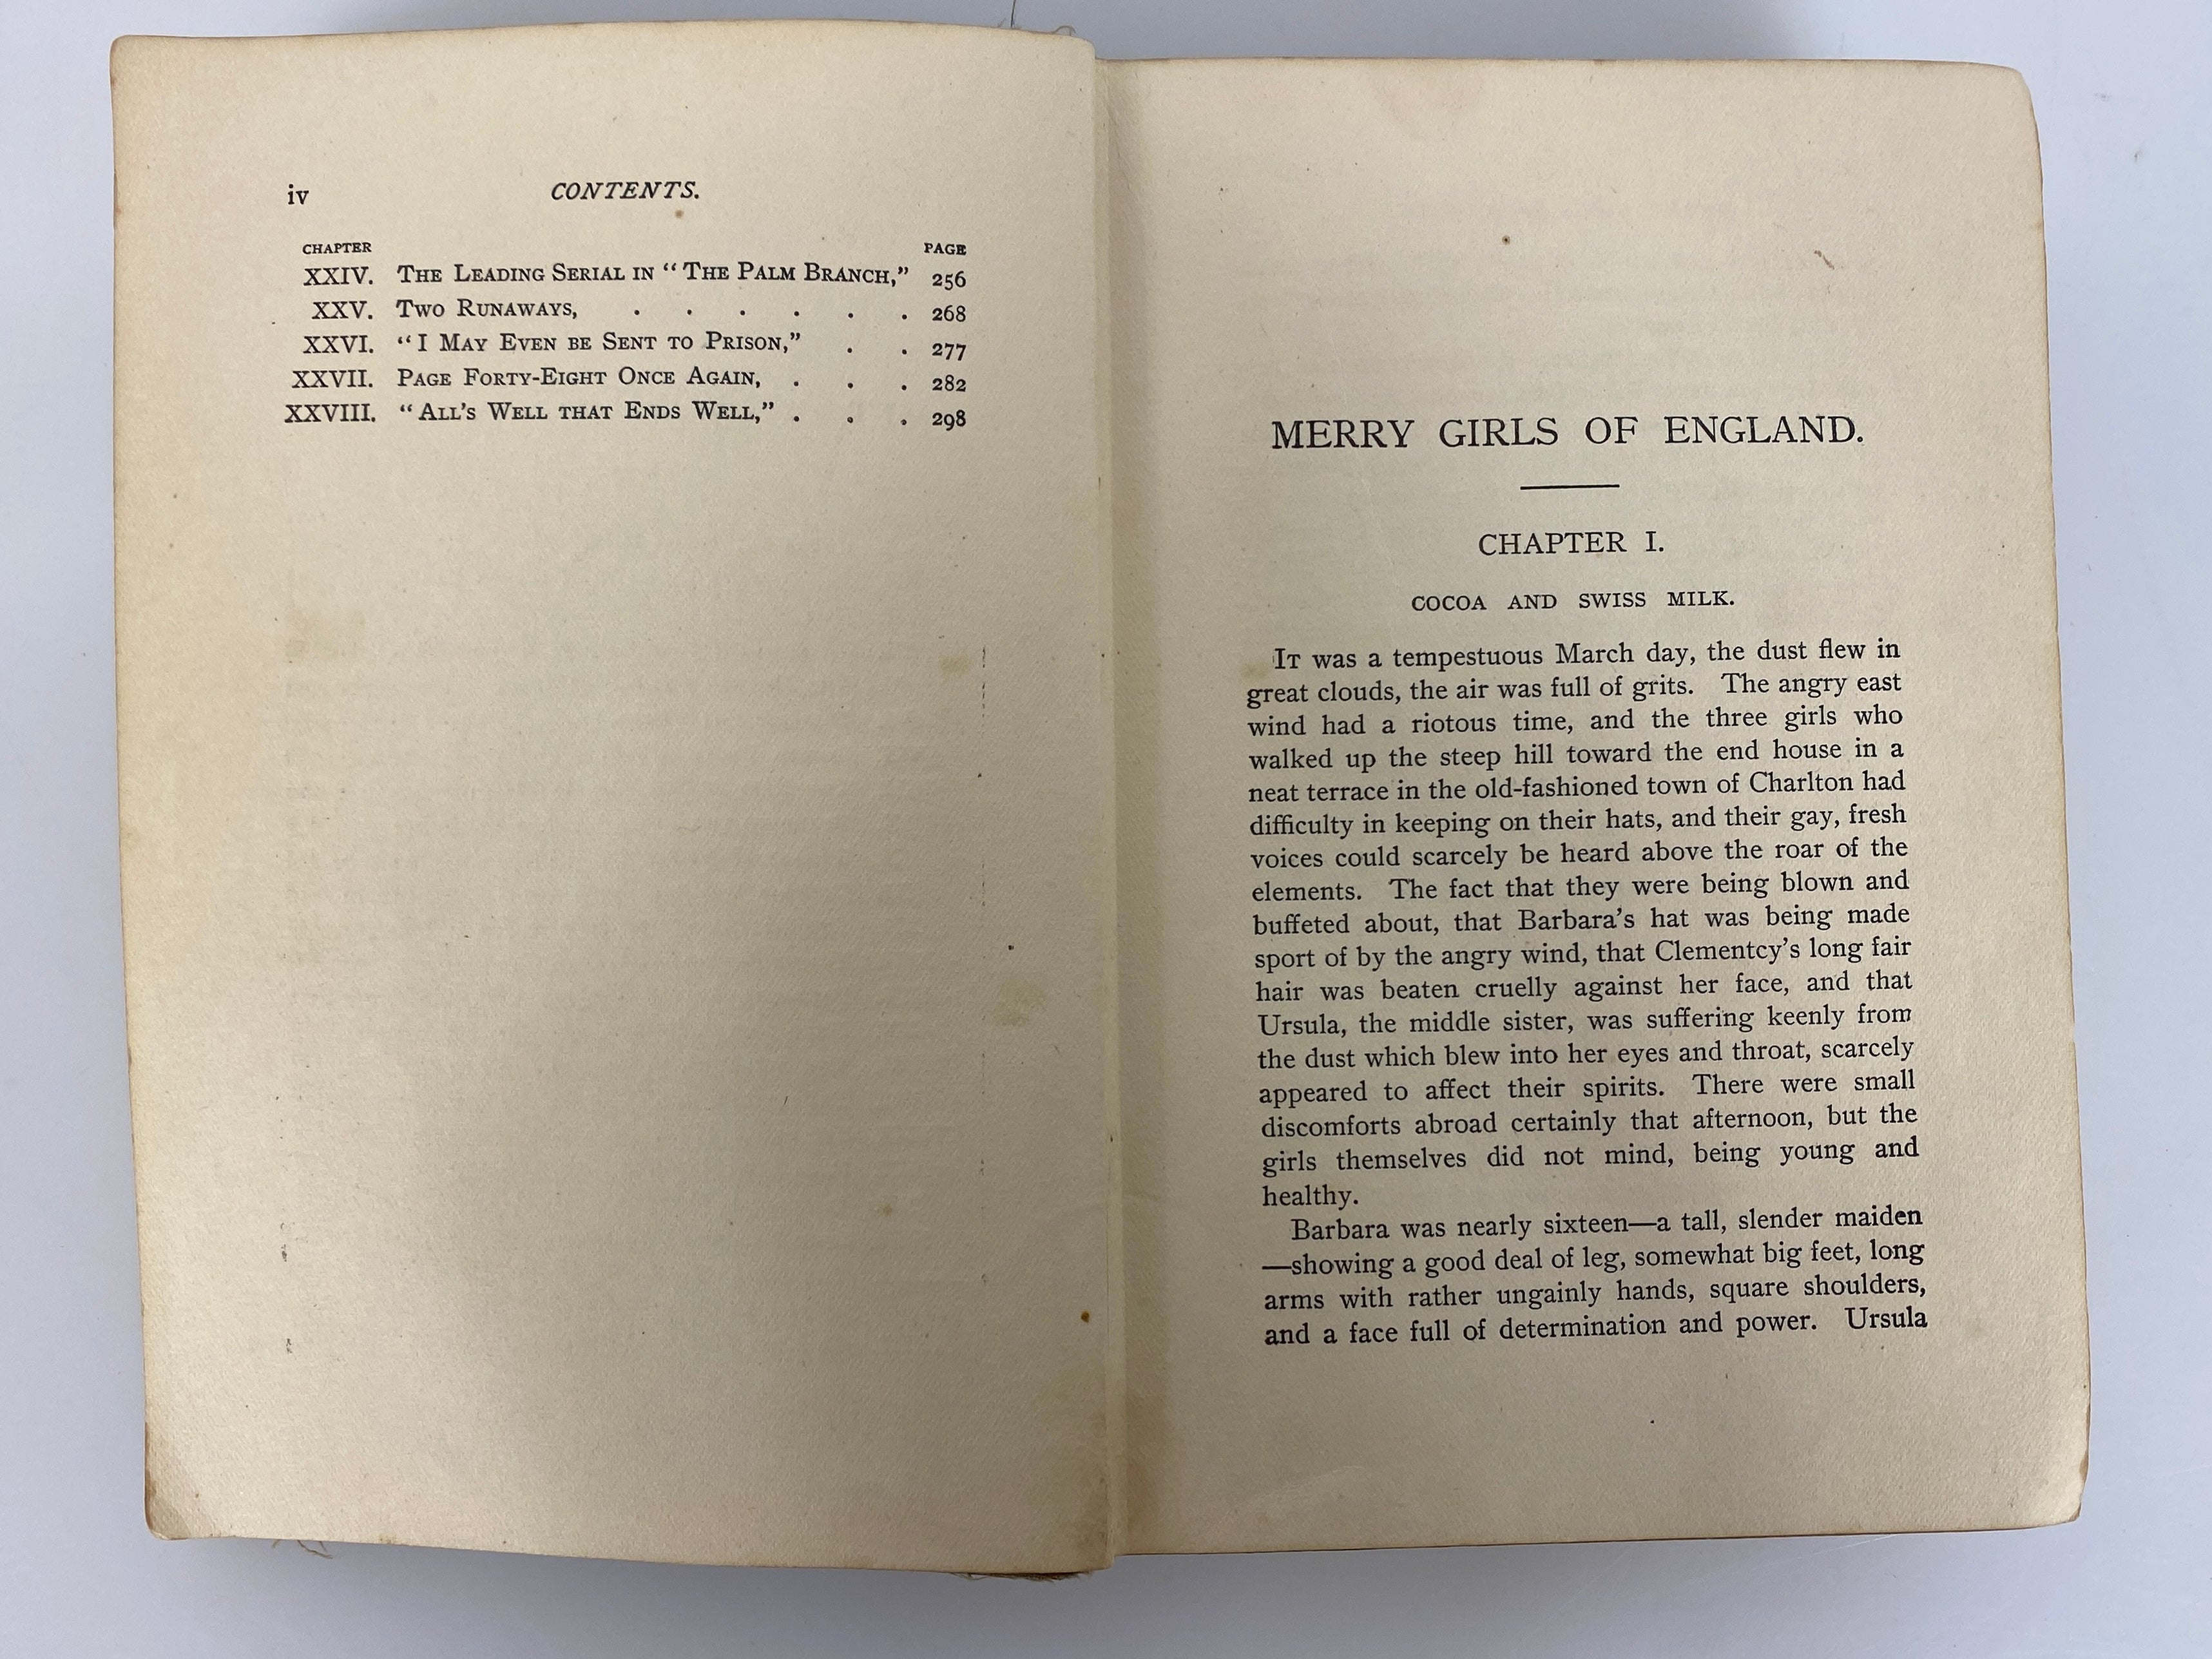 iv CONTENTS.
CHAPTER PAGE
XXIV. THE LEADING SERIAL IN “THE PALM BRANCH,” 256
XXV. TWO RUNAWAYS, . . . . . . 268
XXVI. “I MAY EVEN BE SENT TO PRISON,” . . 277
XXVII. PAGE FORTY-EIGHT ONCE AGAIN, . . . 282
XXVIII. “ALL’S WELL THAT ENDS WELL,” . . . 298
MERRY GIRLS OF ENGLAND.
CHAPTER I.
COCOA AND SWISS MILK.
IT was a tempestuous March day, the dust flew in
great clouds, the air was full of grits. The angry east
wind had a riotous time, and the three girls who
walked up the steep hill toward the end house in a
neat terrace in the old-fashioned town of Charlton had
difficulty in keeping on their hats, and their gay, fresh
voices could scarcely be heard above the roar of the
elements. The fact that they were being blown and
buffeted about, that Barbara’s hat was being made
sport of by the angry wind, that Clementcy’s long fair
hair was beaten cruelly against her face, and that
Ursula, the middle sister, was suffering keenly from
the dust which blew into her eyes and throat, scarcely
appeared to affect their spirits. There were small
discomforts abroad certainly that afternoon, but the
girls themselves did not mind, being young and
healthy.
Barbara was nearly sixteen—a tall, slender maiden
—showing a good deal of leg, somewhat big feet, long
arms with rather ungainly hands, square shoulders,
and a face full of determination and power. Ursula